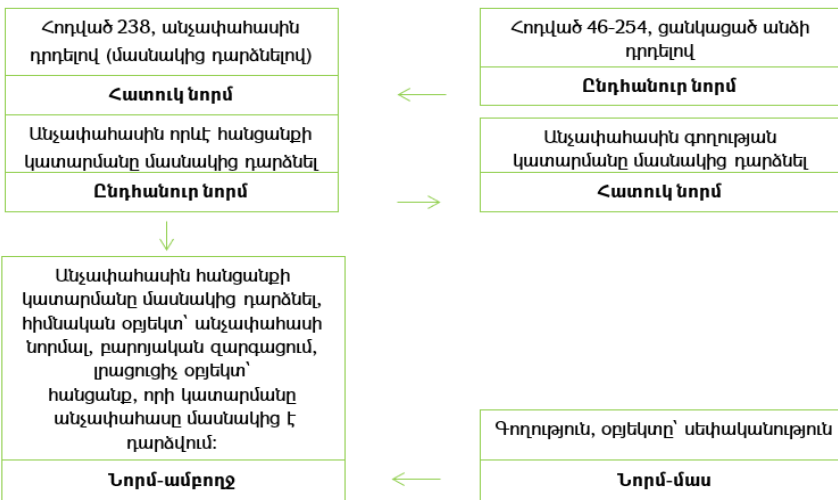 Հոդված 238, անչափահասին
դրդելով (մասնակից դարձնելով)
Հատուկ նորմ
Անչափահասին որևէ հանցանքի
կատարմանը մասնակից դարձնել
Ընդհանուր նորմ
Հոդված 46-254, ցանկացած անձի
դրդելով
Ընդհանուր նորմ
Անչափահասին գողության
կատարմանը մասնակից դարձնել
Հատուկ նորմ
Անչափահասին հանցանքի
կատարմանը մասնակից դարձնել,
հիմնական օբյեկտ՝ անչափահասի
նորմալ, բարոյական զարգացում,
լրացուցիչ օբյեկտ՝
հանցանք, որի կատարմանը
անչափահասը մասնակից է
դարձվում:
Նորմ-ամբողջ
Գողություն, օբյեկտը՝ սեփականություն
Նորմ-մաս